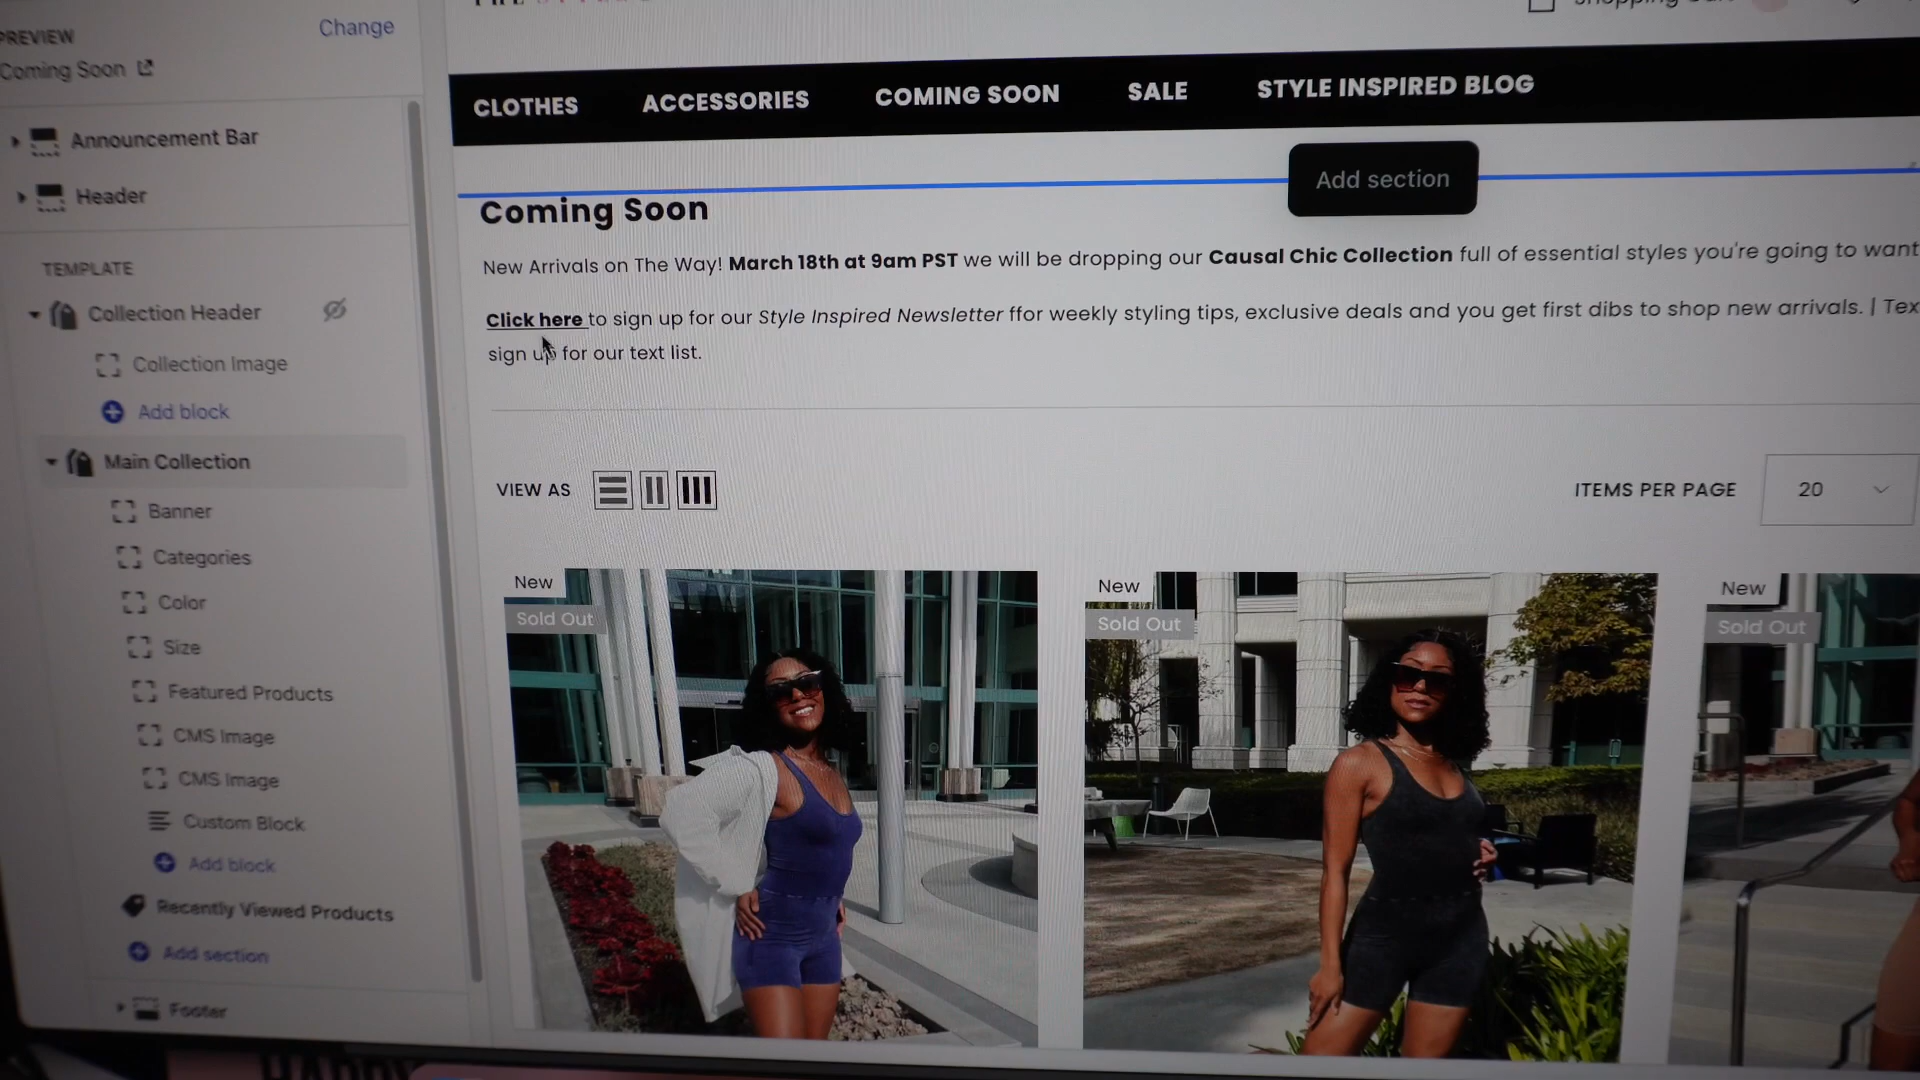 PREVIEW
Change
Coming Soon
Announcement Bar
Header
TEMPLATE
Collection Header
Collection Image
Add block
Main Collection
Banner
Categories
Color
Size
Featured Products
CMS Image
CMS Image
Custom Block
Add block
Recently Viewed Products
Add section
Footer
CLOTHES ACCESSORIES COMING SOON SALE STYLE INSPIRED BLOG
Add section
Coming Soon
New Arrivals on The Way! March 18th at 9am PST we will be dropping our Causal Chic Collection full of essential styles you're going to want
Click here to sign up for our Style Inspired Newsletter ffor weekly styling tips, exclusive deals and you get first dibs to shop new arrivals. | Tex
sign up for our text list.
VIEW AS
ITEMS PER PAGE 20
New
Sold Out
New
Sold Out
New
Sold Out